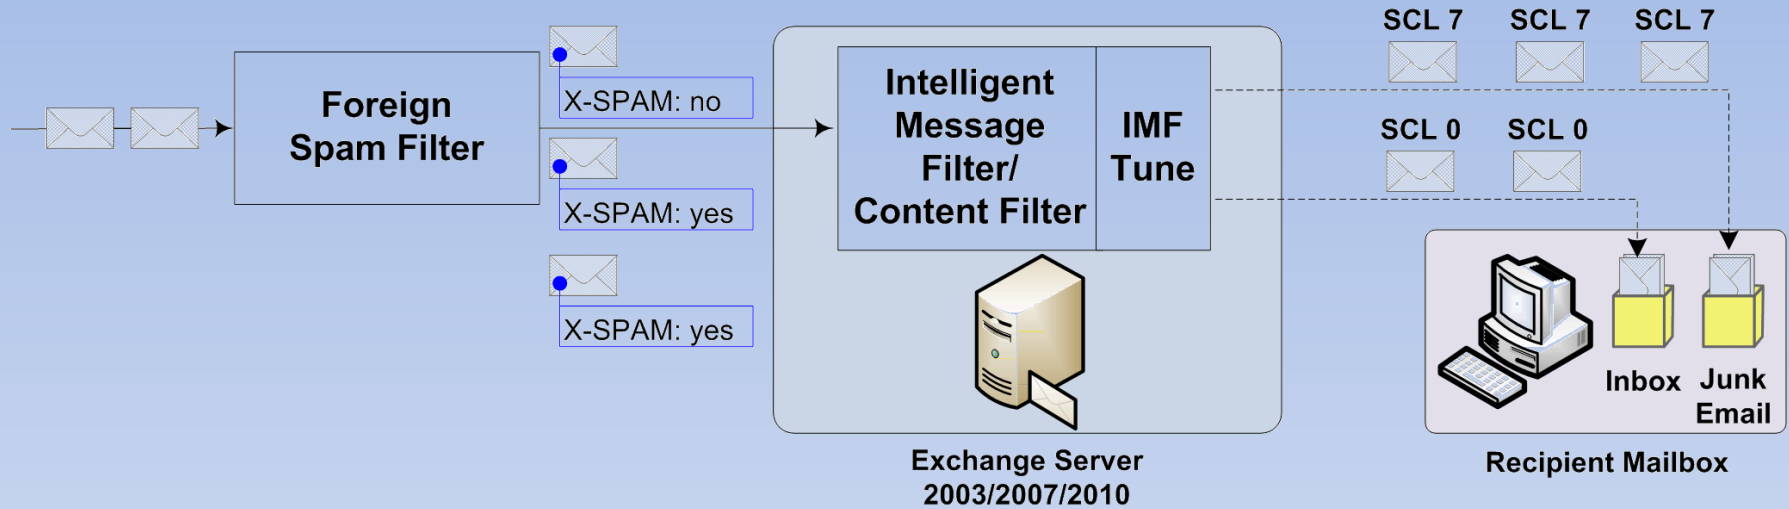 Foreign
Spam Filter
X-SPAM: no
X-SPAM: yes
X-SPAM: yes
Intelligent
Message
Filter/
Content Filter
IMF
Tune
Exchange Server
2003/2007/2010
SCL 7 SCL 7 SCL 7
SCL 0 SCL 0
Inbox
Junk
Email
Recipient Mailbox